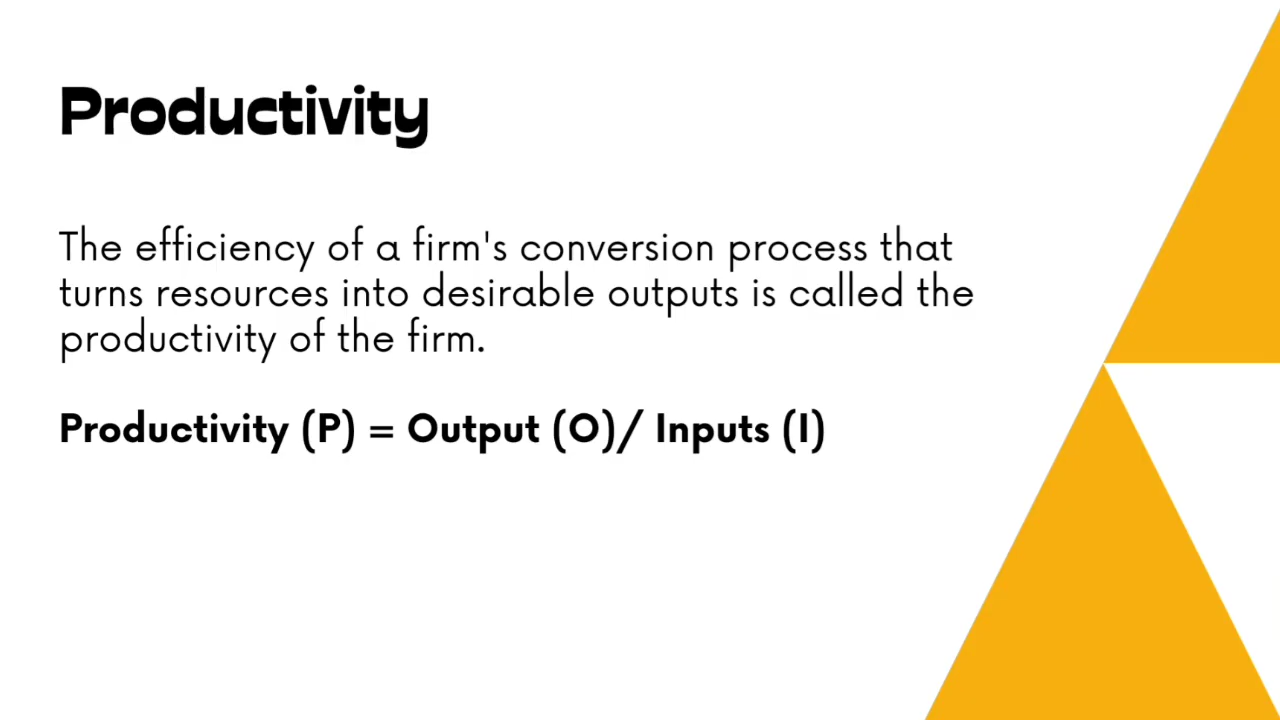 Productivity
The efficiency of a firm's conversion process that
turns resources into desirable outputs is called the
productivity of the firm.
Productivity (P) = Output (O)/ Inputs (I)